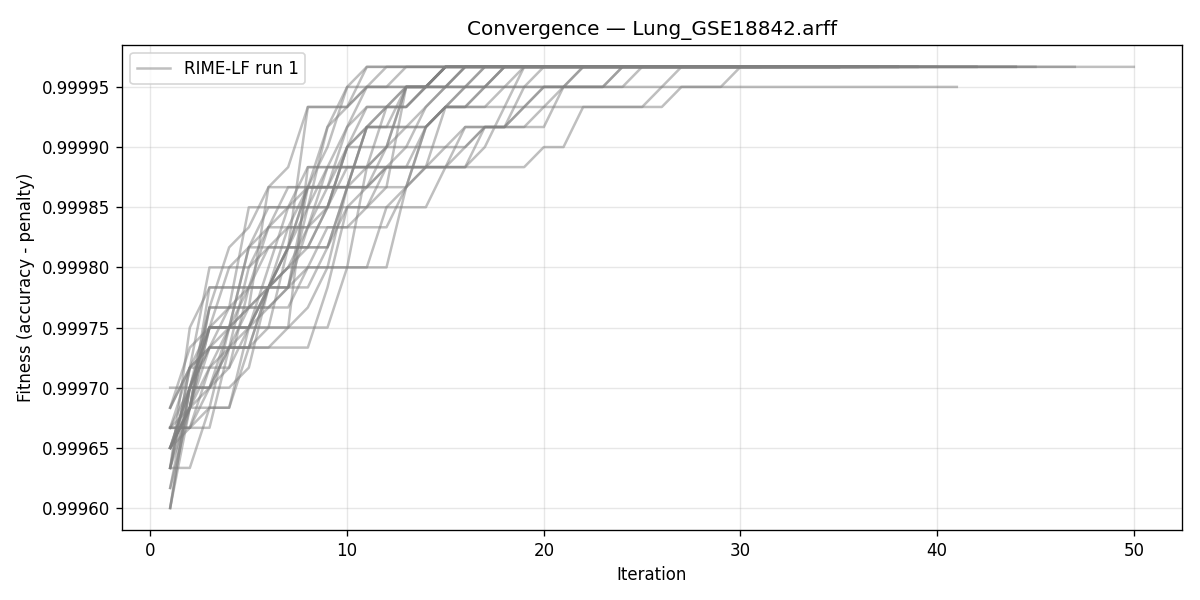 Convergence — Lung_GSE18842.arff
RIME-LF run 1
Fitness (accuracy - penalty)
0.99995
0.99990
0.99985
0.99980
0.99975
0.99970
0.99965
0.99960
0 10 20 30 40 50
Iteration